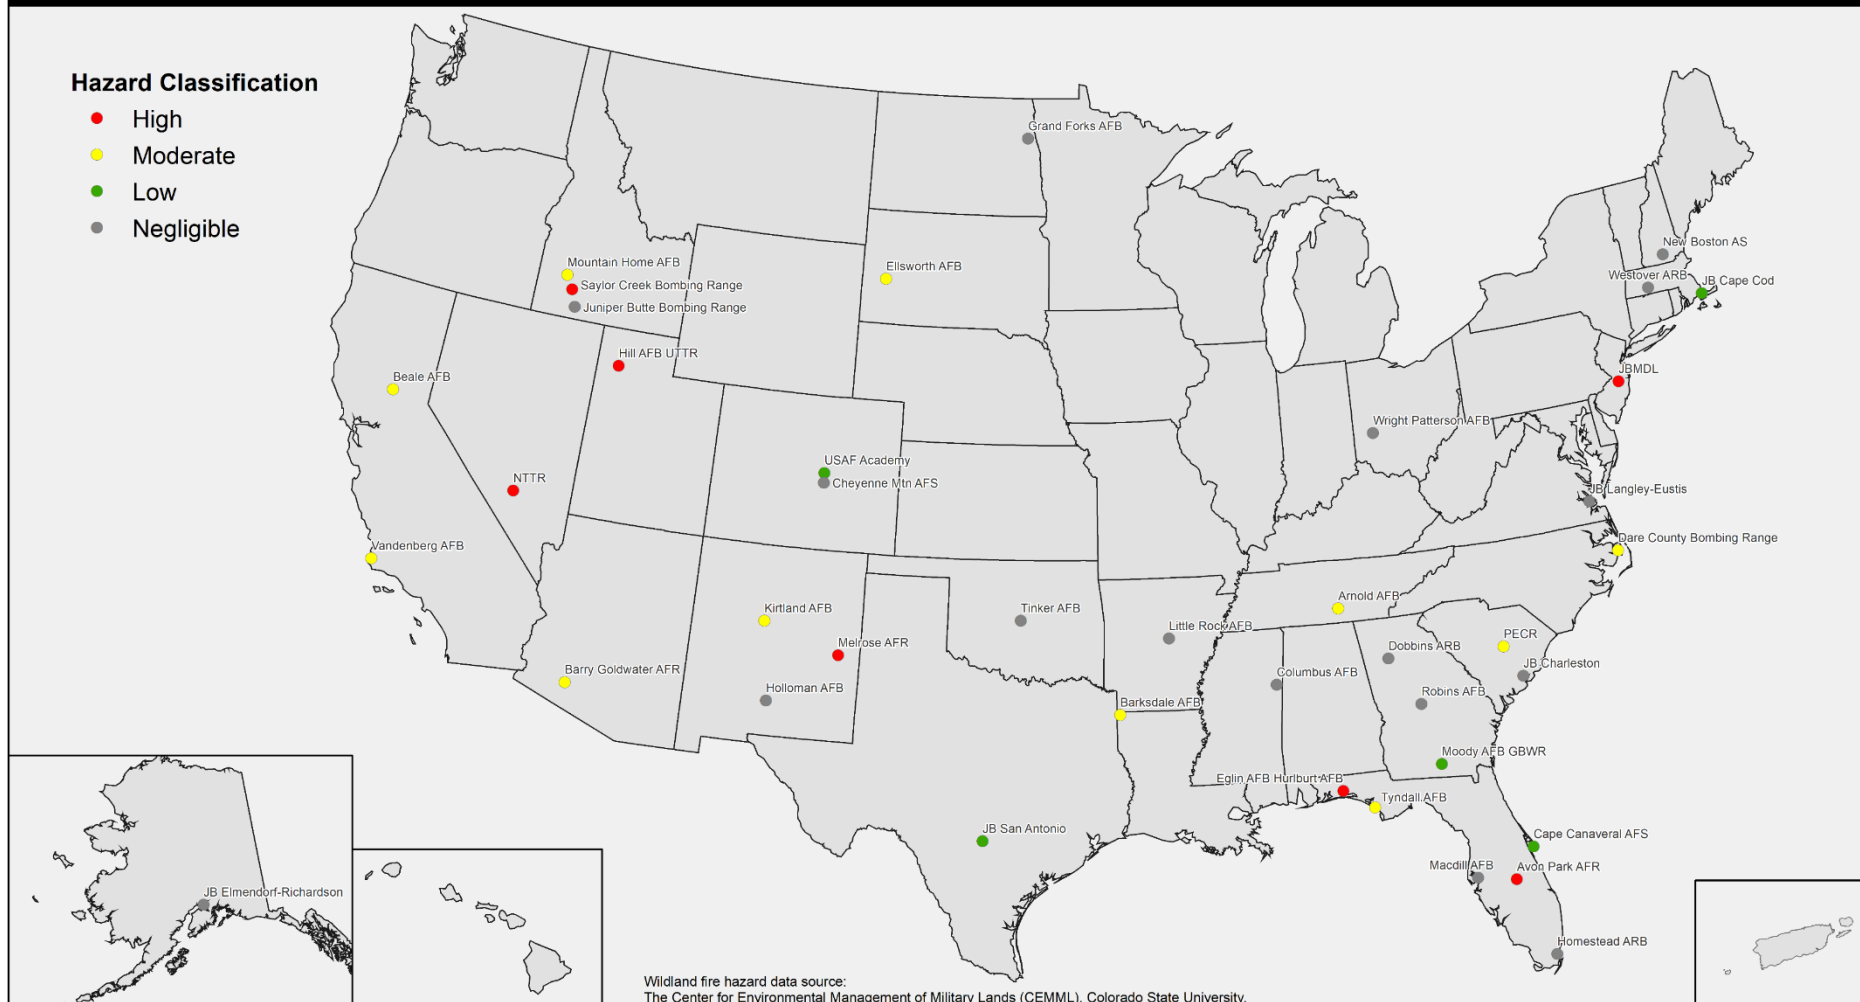 Hazard Classification
High
Moderate
Low
Negligible
Grand Forks AFB
New Boston AS
Westover ARB
JB Cape Cod
Mountain Home AFB
Saylor Creek Bombing Range
Juniper Butte Bombing Range
Ellsworth AFB
Hill AFB UTTR
Beale AFB
JBMDL
Wright Patterson AFB
USAF Academy
Cheyenne Mtn AFS
NTTR
JB Langley-Eustis
Vandenberg AFB
Dare County Bombing Range
Kirtland AFB
Tinker AFB
Arnold AFB
Little Rock AFB
Melrose AFR
Dobbins ARB
PECR
JB Charleston
Barry Goldwater AFR
Holloman AFB
Columbus AFB
Robins AFB
Barksdale AFB
Moody AFB GBWR
Eglin AFB Hurlburt AFB
Tyndall AFB
JB San Antonio
Cape Canaveral AFS
Macdill AFB
Avon Park AFR
JB Elmendorf-Richardson
Homestead ARB
Wildland fire hazard data source:
The Center for Environmental Management of Military Lands (CEMML), Colorado State University.